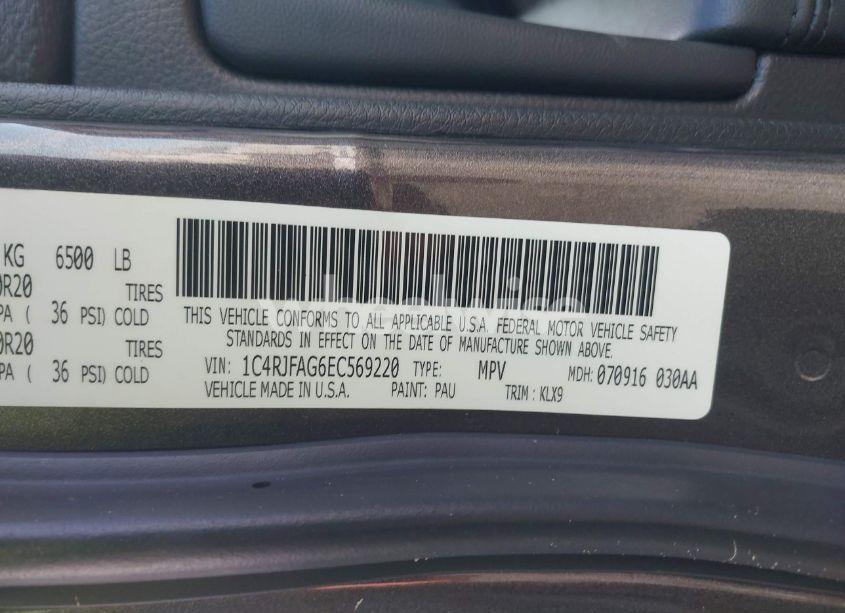 KG 6500 LB
0R20 TIRES
PA ( 36 PSI) COLD
0R20 TIRES
PA ( 36 PSI) COLD
THIS VEHICLE CONFORMS TO ALL APPLICABLE U.S.A. FEDERAL MOTOR VEHICLE SAFETY
STANDARDS IN EFFECT ON THE DATE OF MANUFACTURE SHOWN ABOVE.
VIN: 1C4RJFAG6EC569220 TYPE: MPV MDH: 070916 030AA
VEHICLE MADE IN U.S.A. PAINT: PAU TRIM: KLX9